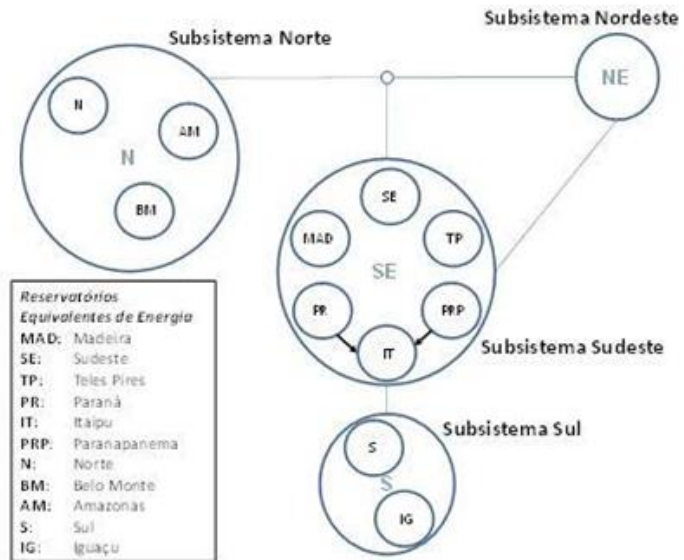 Subsistema Nordeste
Subsistema Norte
NE
N
AM
N
BM
SE
MAD
TP
SE
PR
PRP
IT
Subsistema Sudeste
Subsistema Sul
S
S
IG
Reservatórios
Equivalentes de Energia
MAD: Madeira
SE: Sudeste
TP: Teles Pires
PR: Paraná
IT: Itaipu
PRP: Paranapanema
N: Norte
BM: Belo Monte
AM: Amazonas
S: Sul
IG: Iguaçu